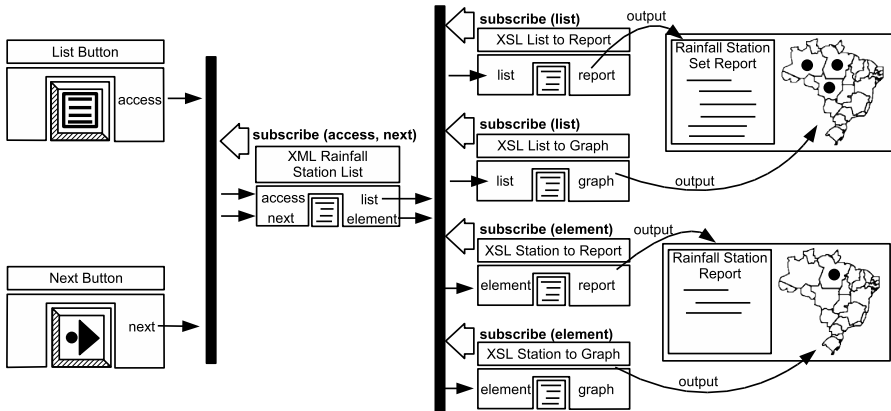 List Button
access
Next Button
next
subscribe (access, next)
XML Rainfall
Station List
access
list
next
element
subscribe (list)
XSL List to Report
list
report
output
Rainfall Station
Set Report
subscribe (list)
XSL List to Graph
list
graph
output
subscribe (element)
XSL Station to Report
element
report
output
Rainfall Station
Report
subscribe (element)
XSL Station to Graph
element
graph
output